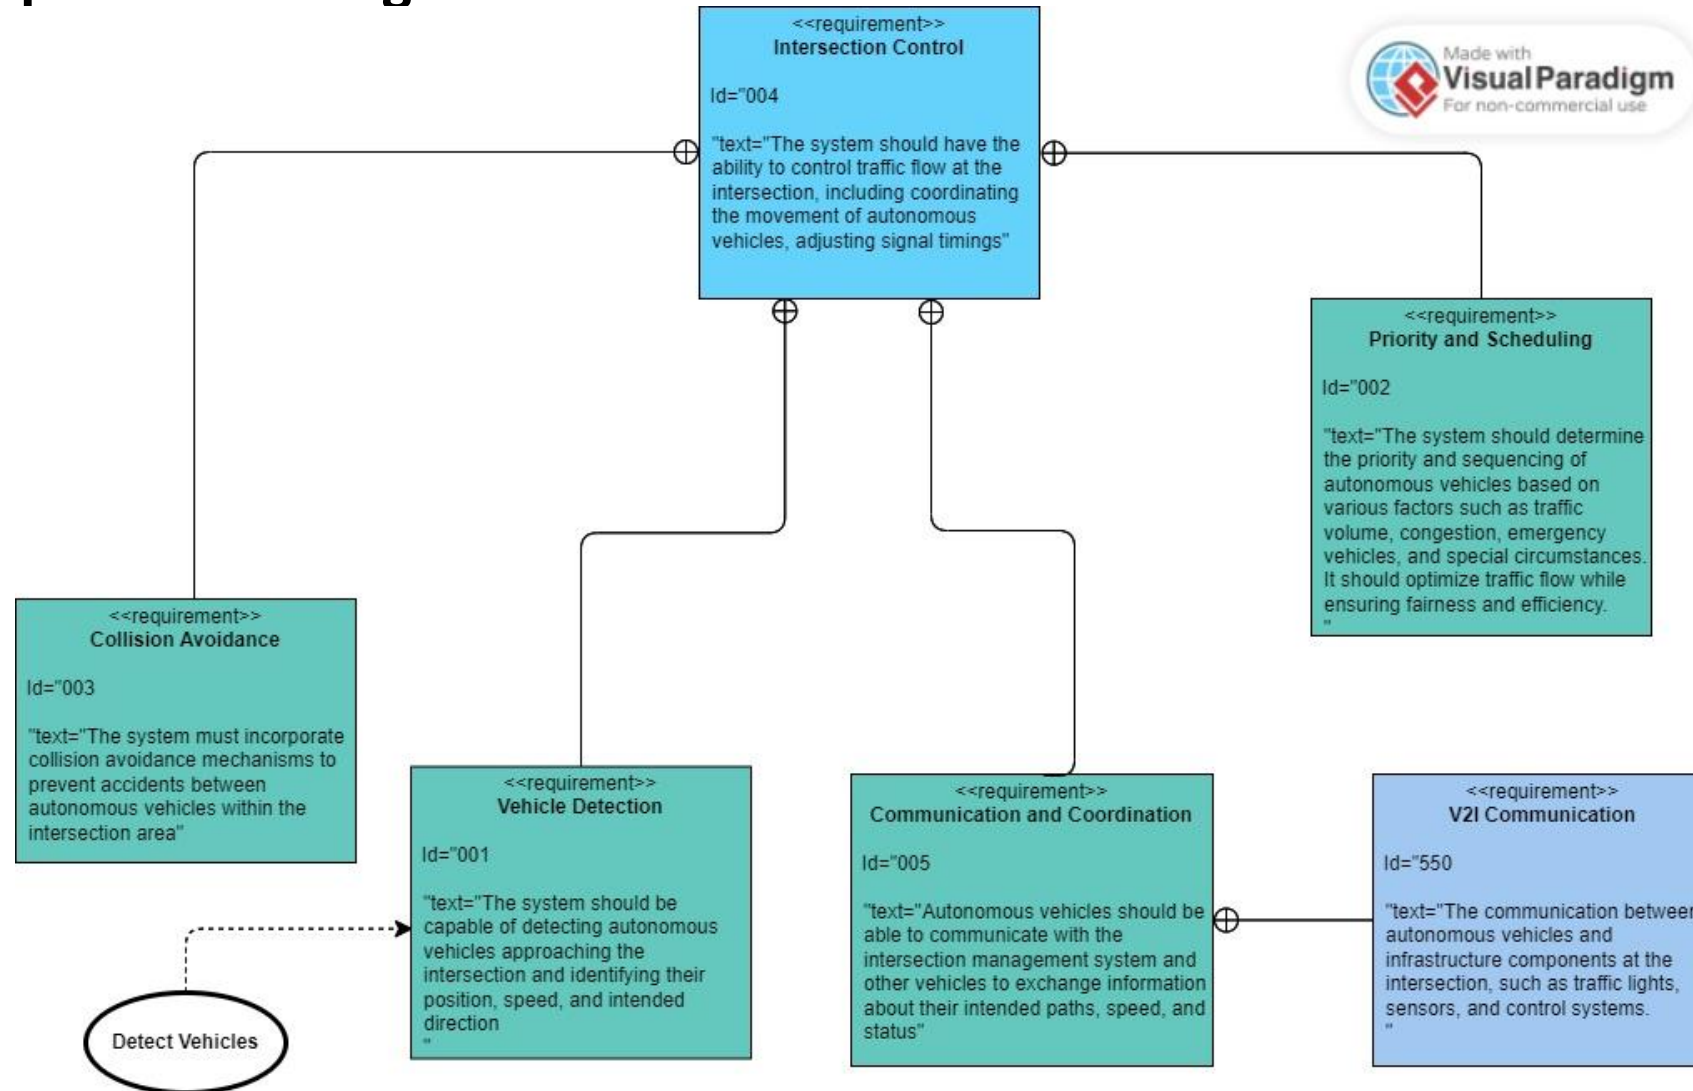 <<requirement>>
Intersection Control
Id="004
"text="The system should have the
ability to control traffic flow at the
intersection, including coordinating
the movement of autonomous
vehicles, adjusting signal timings"
Made with
Visual Paradigm
For non-commercial use
<<requirement>>
Priority and Scheduling
Id="002
"text="The system should determine
the priority and sequencing of
autonomous vehicles based on
various factors such as traffic
volume, congestion, emergency
vehicles, and special circumstances.
It should optimize traffic flow while
ensuring fairness and efficiency.
"
<<requirement>>
Collision Avoidance
Id="003
"text="The system must incorporate
collision avoidance mechanisms to
prevent accidents between
autonomous vehicles within the
intersection area"
<<requirement>>
Vehicle Detection
Id="001
"text="The system should be
capable of detecting autonomous
vehicles approaching the
intersection and identifying their
position, speed, and intended
direction
"
<<requirement>>
Communication and Coordination
Id="005
"text="Autonomous vehicles should be
able to communicate with the
intersection management system and
other vehicles to exchange information
about their intended paths, speed, and
status"
<<requirement>>
V2I Communication
Id="550
"text="The communication between
autonomous vehicles and
infrastructure components at the
intersection, such as traffic lights,
sensors, and control systems.
"
Detect Vehicles